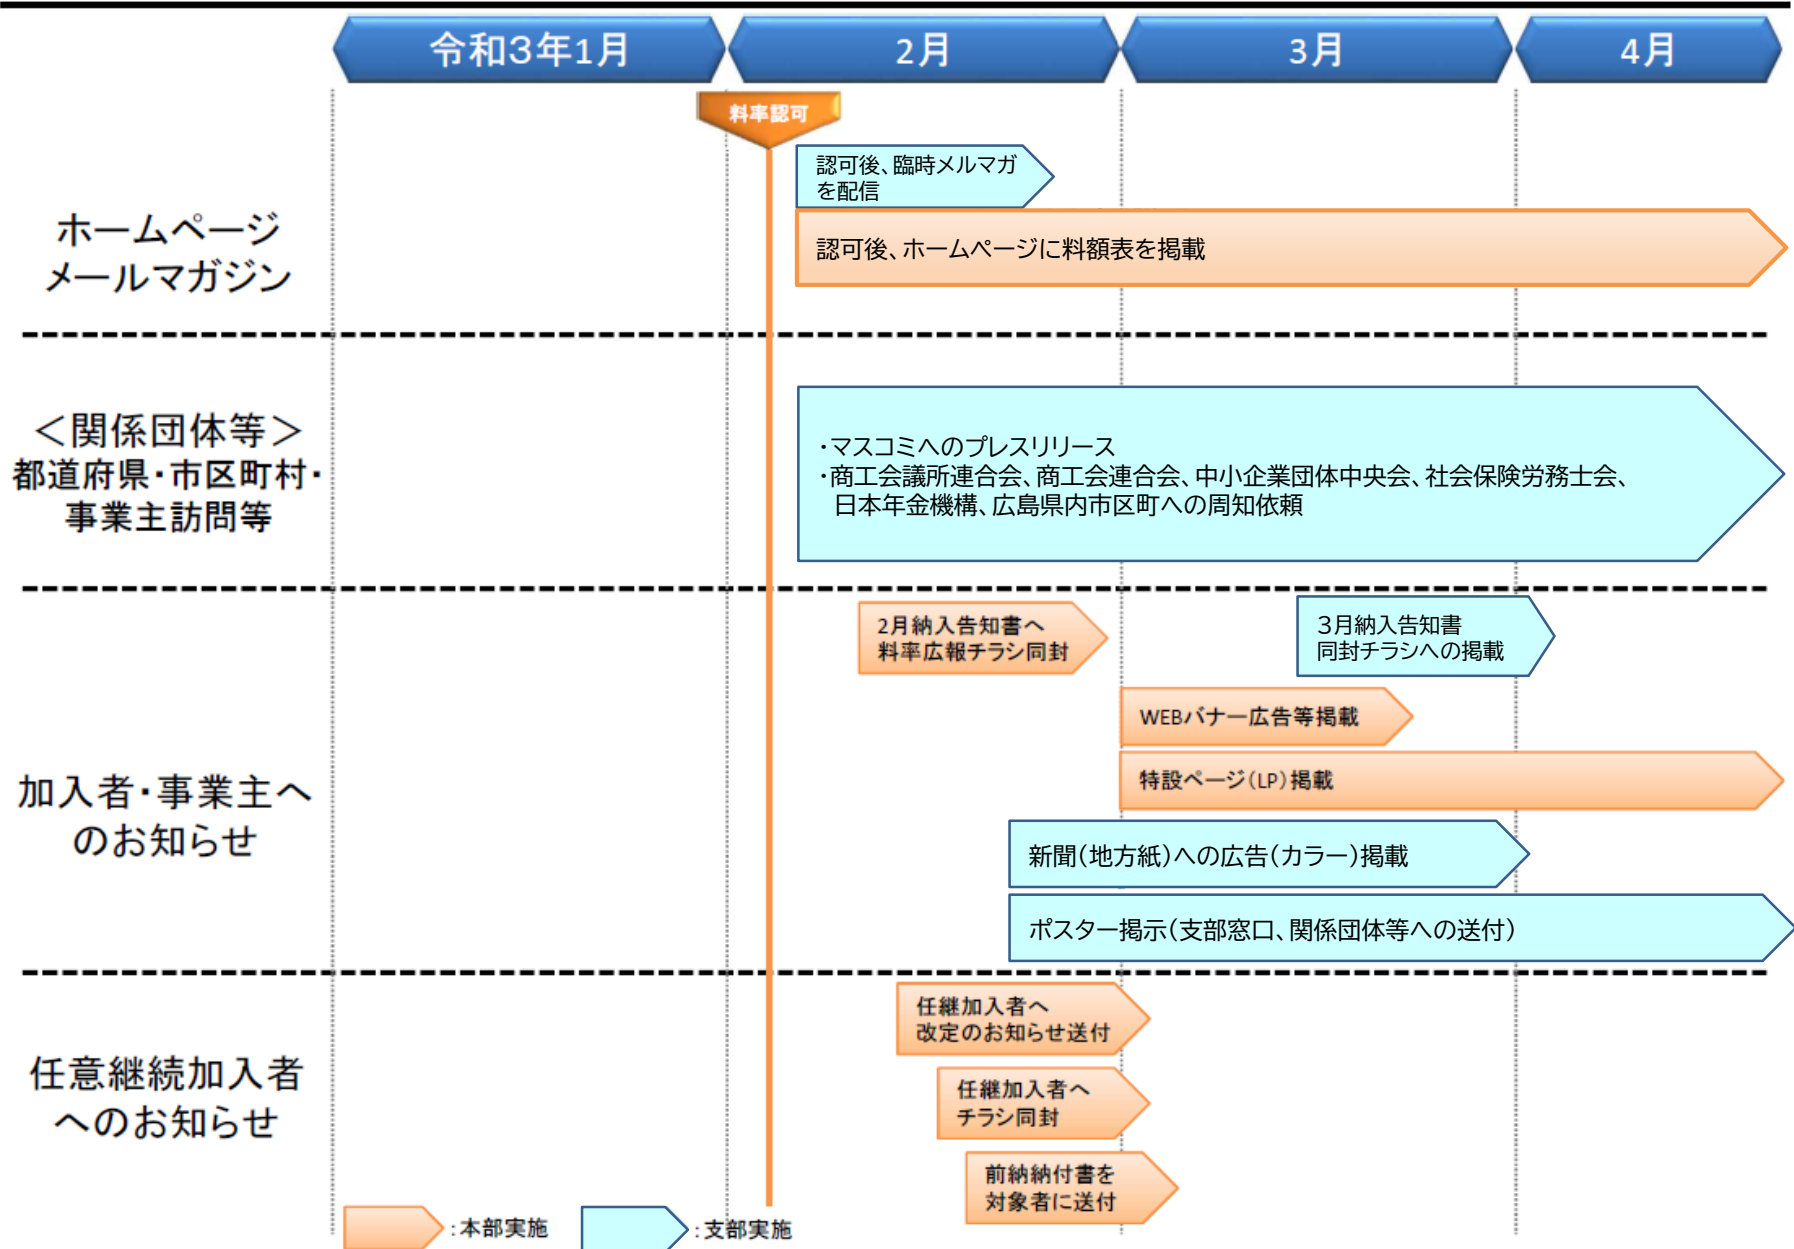 令和3年1月
2月
3月
4月
料率認可
ホームページ
メールマガジン
認可後、臨時メルマガ
を配信
認可後、ホームページに料額表を掲載
＜関係団体等＞
都道府県・市区町村・
事業主訪問等
・マスコミへのプレスリリース
・商工会議所連合会、商工会連合会、中小企業団体中央会、社会保険労務士会、
日本年金機構、広島県内市区町への周知依頼
加入者・事業主へ
のお知らせ
2月納入告知書へ
料率広報チラシ同封
3月納入告知書
同封チラシへの掲載
WEBバナー広告等掲載
特設ページ（LP）掲載
新聞（地方紙）への広告（カラー）掲載
ポスター掲示（支部窓口、関係団体等への送付）
任意継続加入者
へのお知らせ
任継加入者へ
改定のお知らせ送付
任継加入者へ
チラシ同封
前納納付書を
対象者に送付
：本部実施
：支部実施